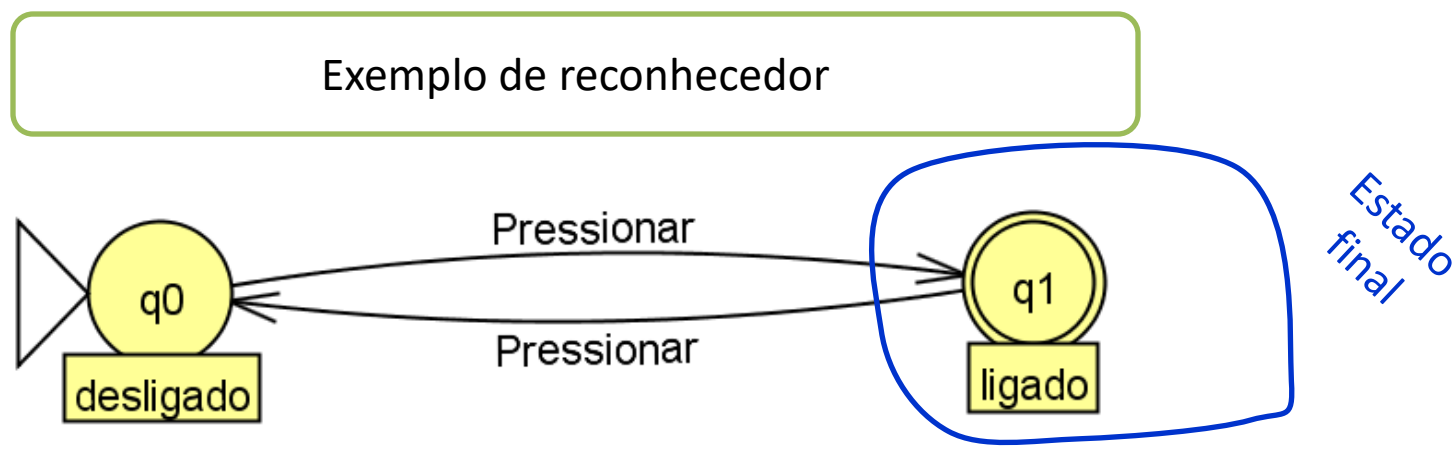 Exemplo de reconhecedor
Pressionar
q0
q1
Pressionar
desligado
ligado
Estado
final